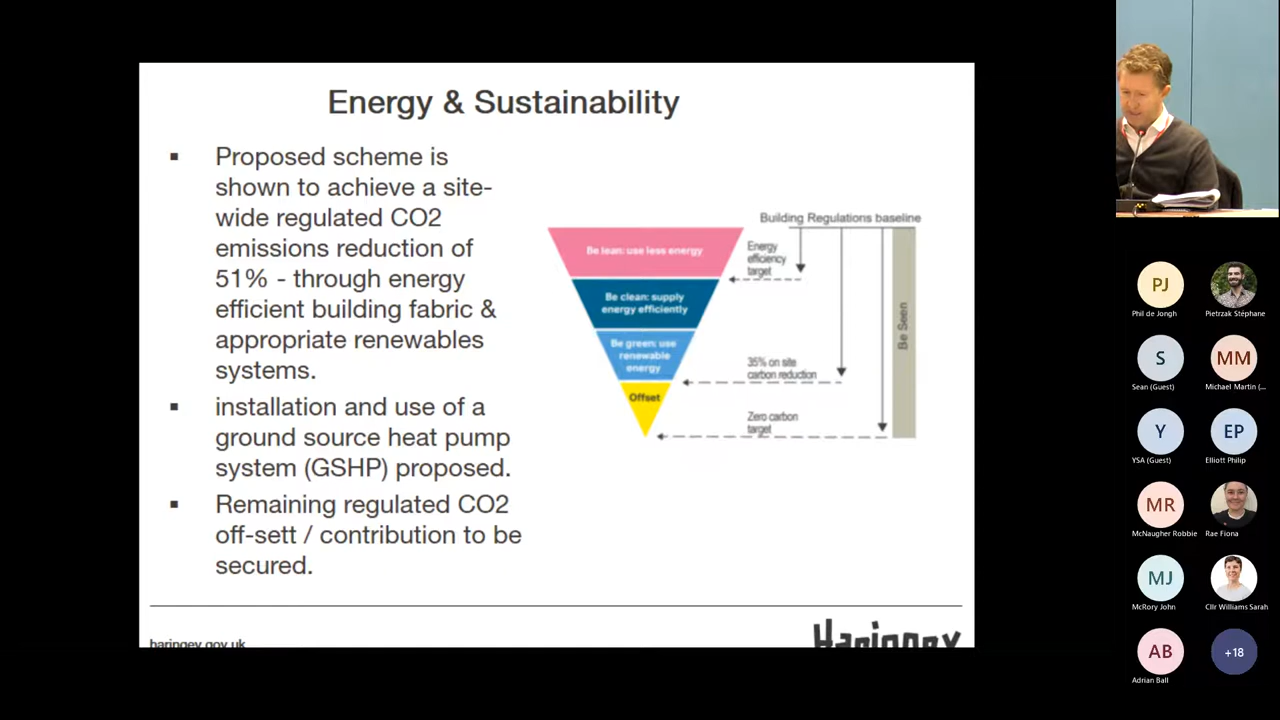 Energy & Sustainability
Proposed scheme is
shown to achieve a site-
wide regulated CO2
emissions reduction of
51% - through energy
efficient building fabric &
appropriate renewables
systems.
installation and use of a
ground source heat pump
system (GSHP) proposed.
Remaining regulated CO2
off-sett / contribution to be
secured.
Building Regulations baseline
Be lean: use less energy
Energy
efficiency
target
Be clean: supply
energy efficiently
Be green: use
renewable
energy
35% on site
carbon reduction
Offset
Zero carbon
target
Be Seen
haringey.gov.uk
Haringey
PJ
Phil de Jongh
Pietrzak Stéphane
S
Sean (Guest)
MM
Michael Martin (...
Y
YSA (Guest)
EP
Elliott Philip
MR
McNaugher Robbie
Rae Fiona
MJ
McRory John
Cllr Williams Sarah
AB
Adrian Ball
+18